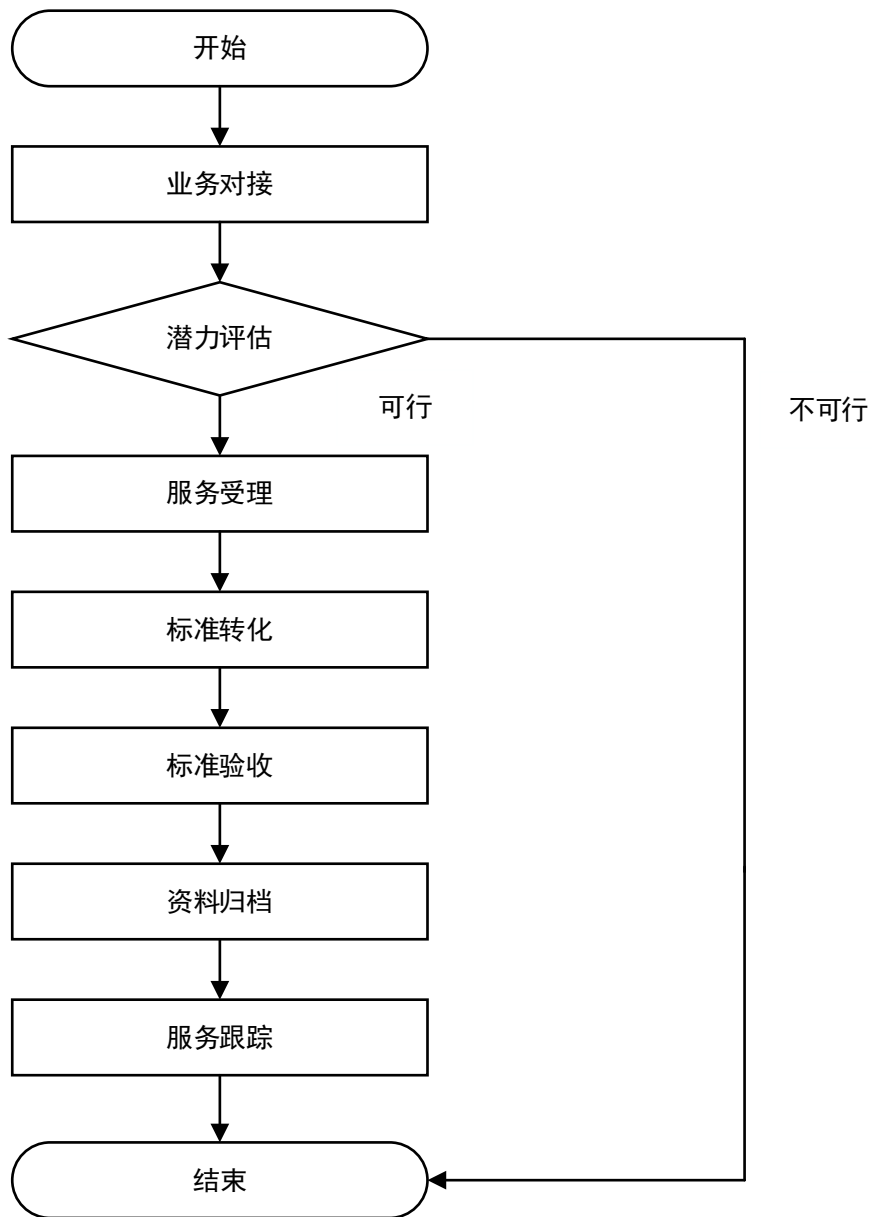 开始
业务对接
潜力评估
可行
不可行
服务受理
标准转化
标准验收
资料归档
服务跟踪
结束